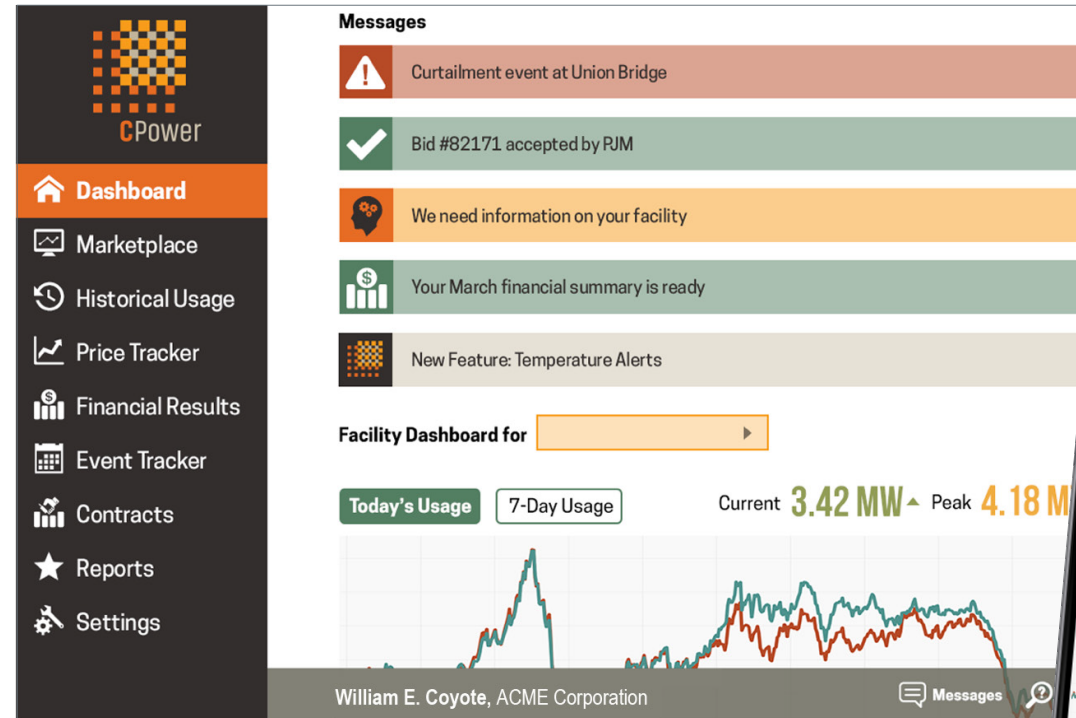 CPower
Dashboard
Marketplace
Historical Usage
Price Tracker
Financial Results
Event Tracker
Contracts
Reports
Settings
Messages
Curtailment event at Union Bridge
Bid #82171 accepted by PJM
We need information on your facility
Your March financial summary is ready
New Feature: Temperature Alerts
Facility Dashboard for
Today's Usage 7-Day Usage Current 3.42 MW Peak 4.18 M
William E. Coyote, ACME Corporation Messages